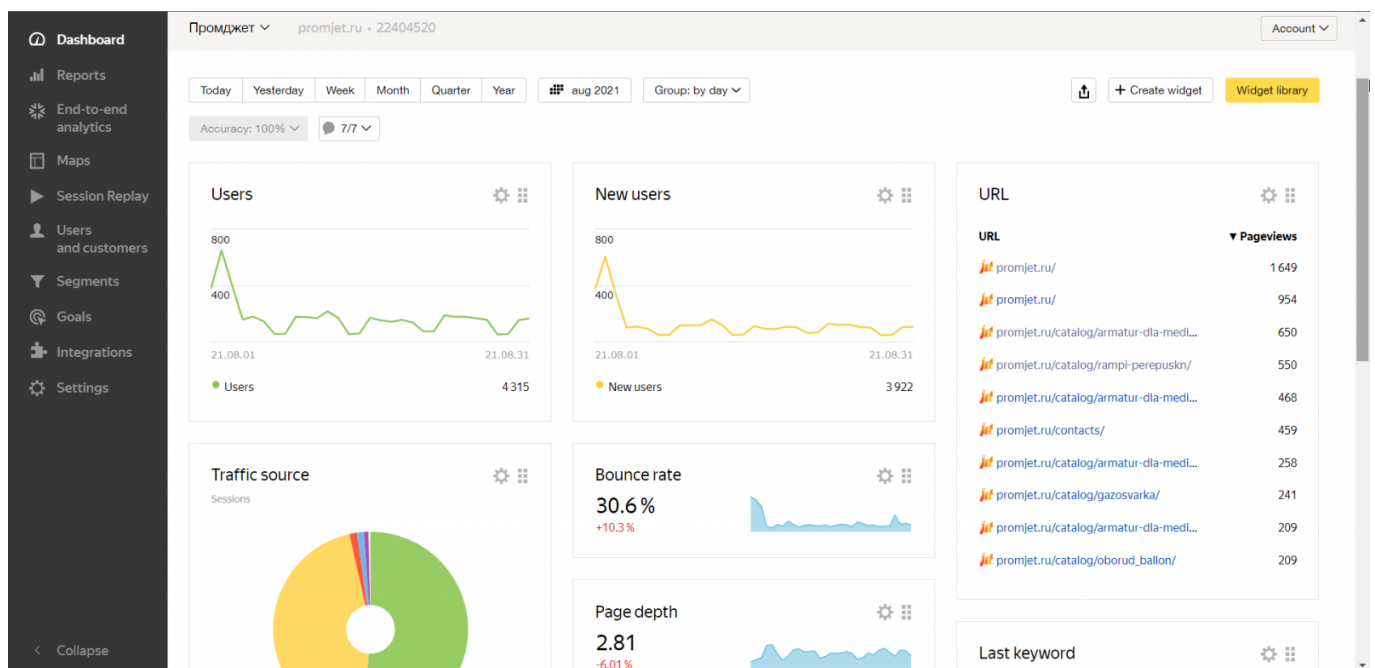 Dashboard
Reports
End-to-end
analytics
Maps
Session Replay
Users
and customers
Segments
Goals
Integrations
Settings
Collapse
Промджет promjet.ru • 22404520
Account
Today Yesterday Week Month Quarter Year aug 2021 Group: by day
Create widget Widget library
Accuracy: 100% 7/7
Users
800
400
21.08.01 21.08.31
Users 4 315
New users
800
400
21.08.01 21.08.31
New users 3 922
URL
URL ▼ Pageviews
promjet.ru/ 1 649
promjet.ru/ 954
promjet.ru/catalog/armatur-dla-medi... 650
promjet.ru/catalog/rampi-perepuskn/ 550
promjet.ru/catalog/armatur-dla-medi... 468
promjet.ru/contacts/ 459
promjet.ru/catalog/armatur-dla-medi... 258
promjet.ru/catalog/gazosvarka/ 241
promjet.ru/catalog/armatur-dla-medi... 209
promjet.ru/catalog/oborud_ballon/ 209
Traffic source
Sessions
Bounce rate
30.6 %
+10.3 %
Page depth
2.81
-6.01 %
Last keyword